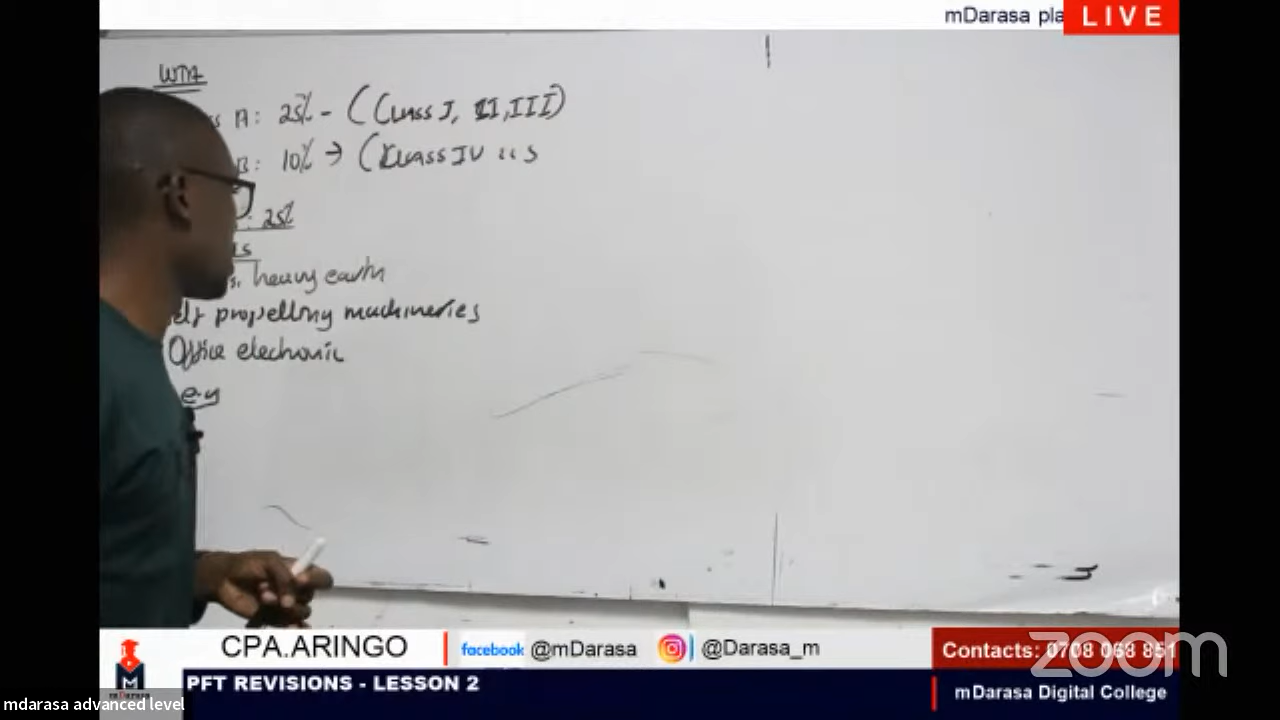 mDarasa pla
LIVE
WTA
A: 25% - (Class I, II, III)
B: 10% → (Class IV
: 25%
heavy earth
propelling machineries
Office electronic
e.g
CPA.ARINGO
facebook @mDarasa
@Darasa_m
Contacts: 0708 068 851
zoom
mDarasa
PFT REVISIONS - LESSON 2
mDarasa Digital College
mdarasa advanced level